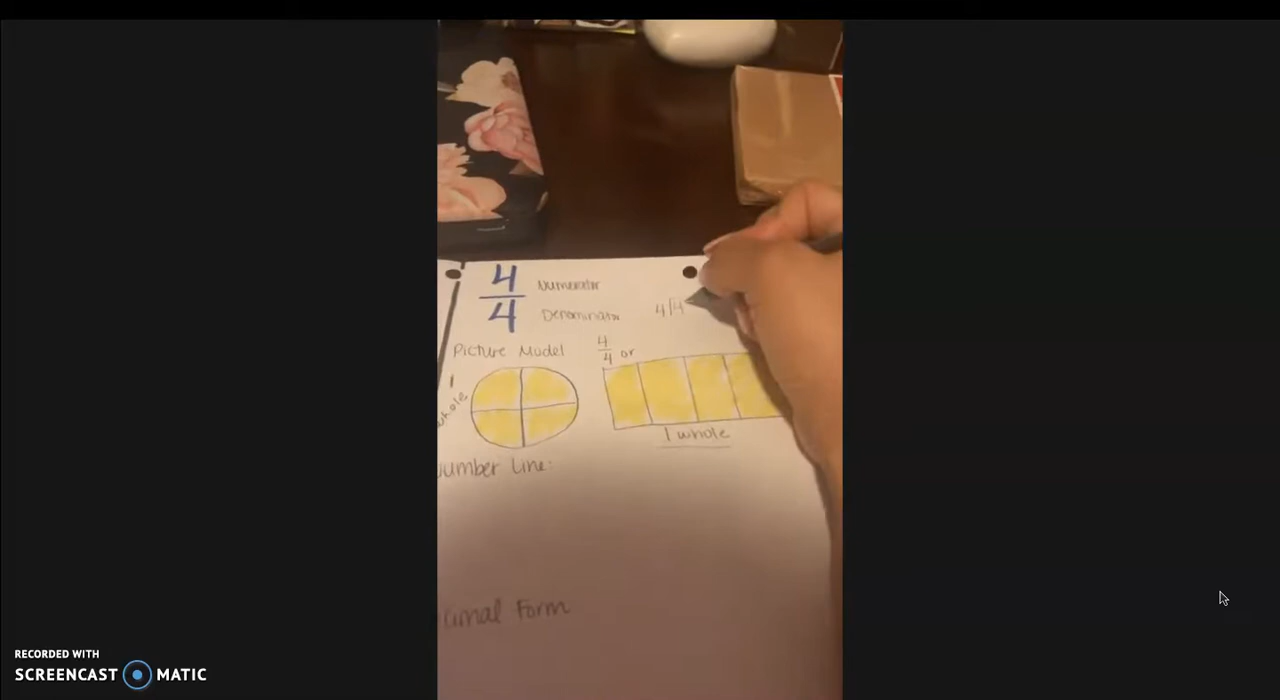 4 Numerator
4 Denominator 4 4
Picture Model 4/4 or
1 whole
1 whole
umber Line:
cimal Form
RECORDED WITH
SCREENCAST MATIC